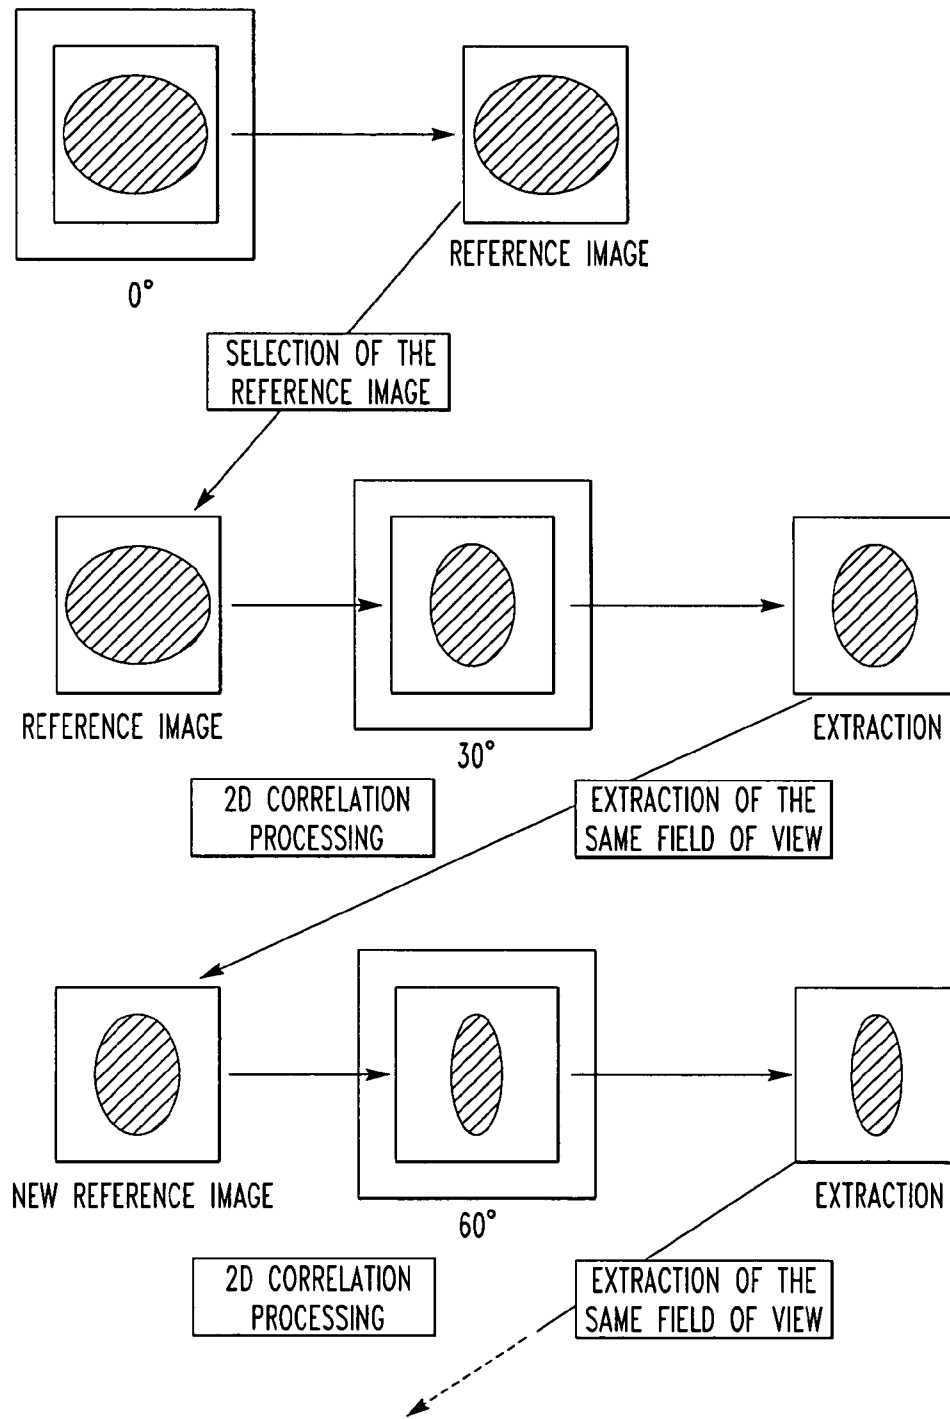 REFERENCE IMAGE
0°
SELECTION OF THE
REFERENCE IMAGE
REFERENCE IMAGE
30°
EXTRACTION
2D CORRELATION
PROCESSING
EXTRACTION OF THE
SAME FIELD OF VIEW
NEW REFERENCE IMAGE
60°
EXTRACTION
2D CORRELATION
PROCESSING
EXTRACTION OF THE
SAME FIELD OF VIEW